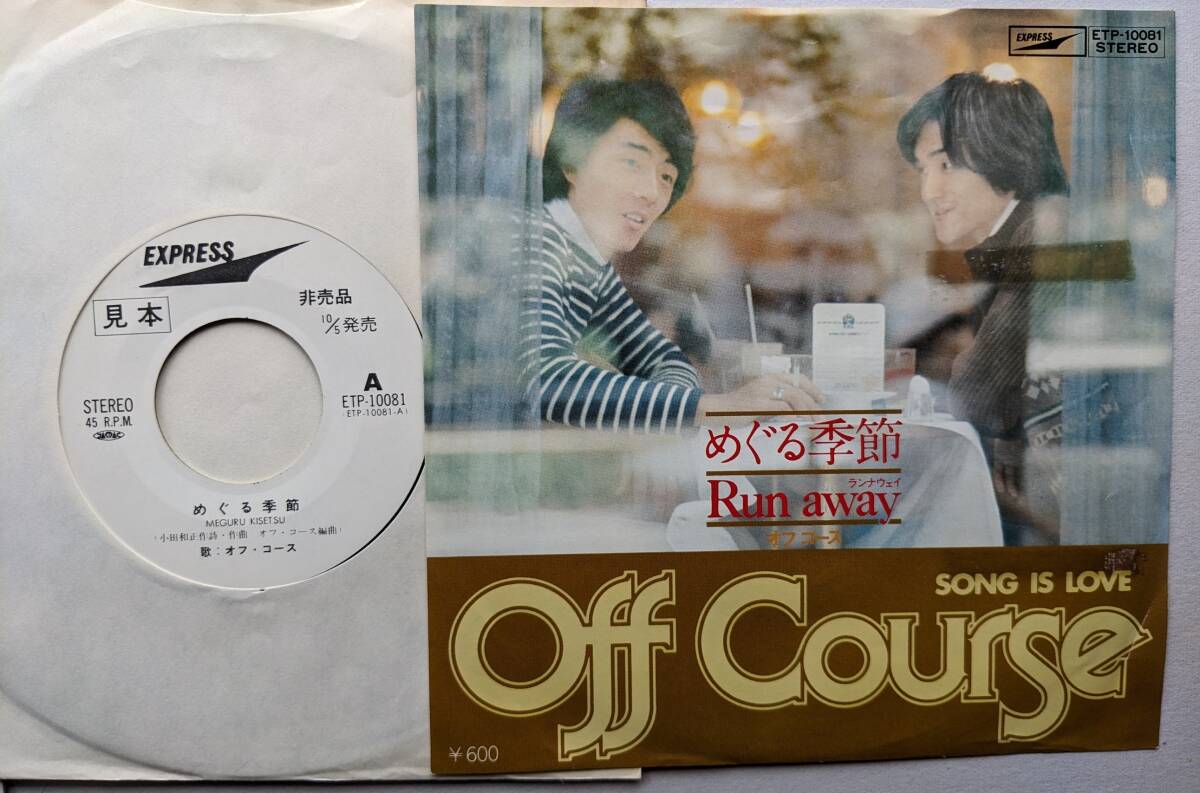 EXPRESS
見本
非売品
10/5発売
A
STEREO
45 R.P.M.
ETP-10081
(ETP-10081-A)
めぐる季節
MEGURU KISETSU
(小田和正作詩・作曲 オフ・コース編曲)
歌:オフ・コース
EXPRESS
ETP-10081
STEREO
めぐる季節
ランナウェイ
Run away
オフ コース
SONG IS LOVE
Off Course
¥600